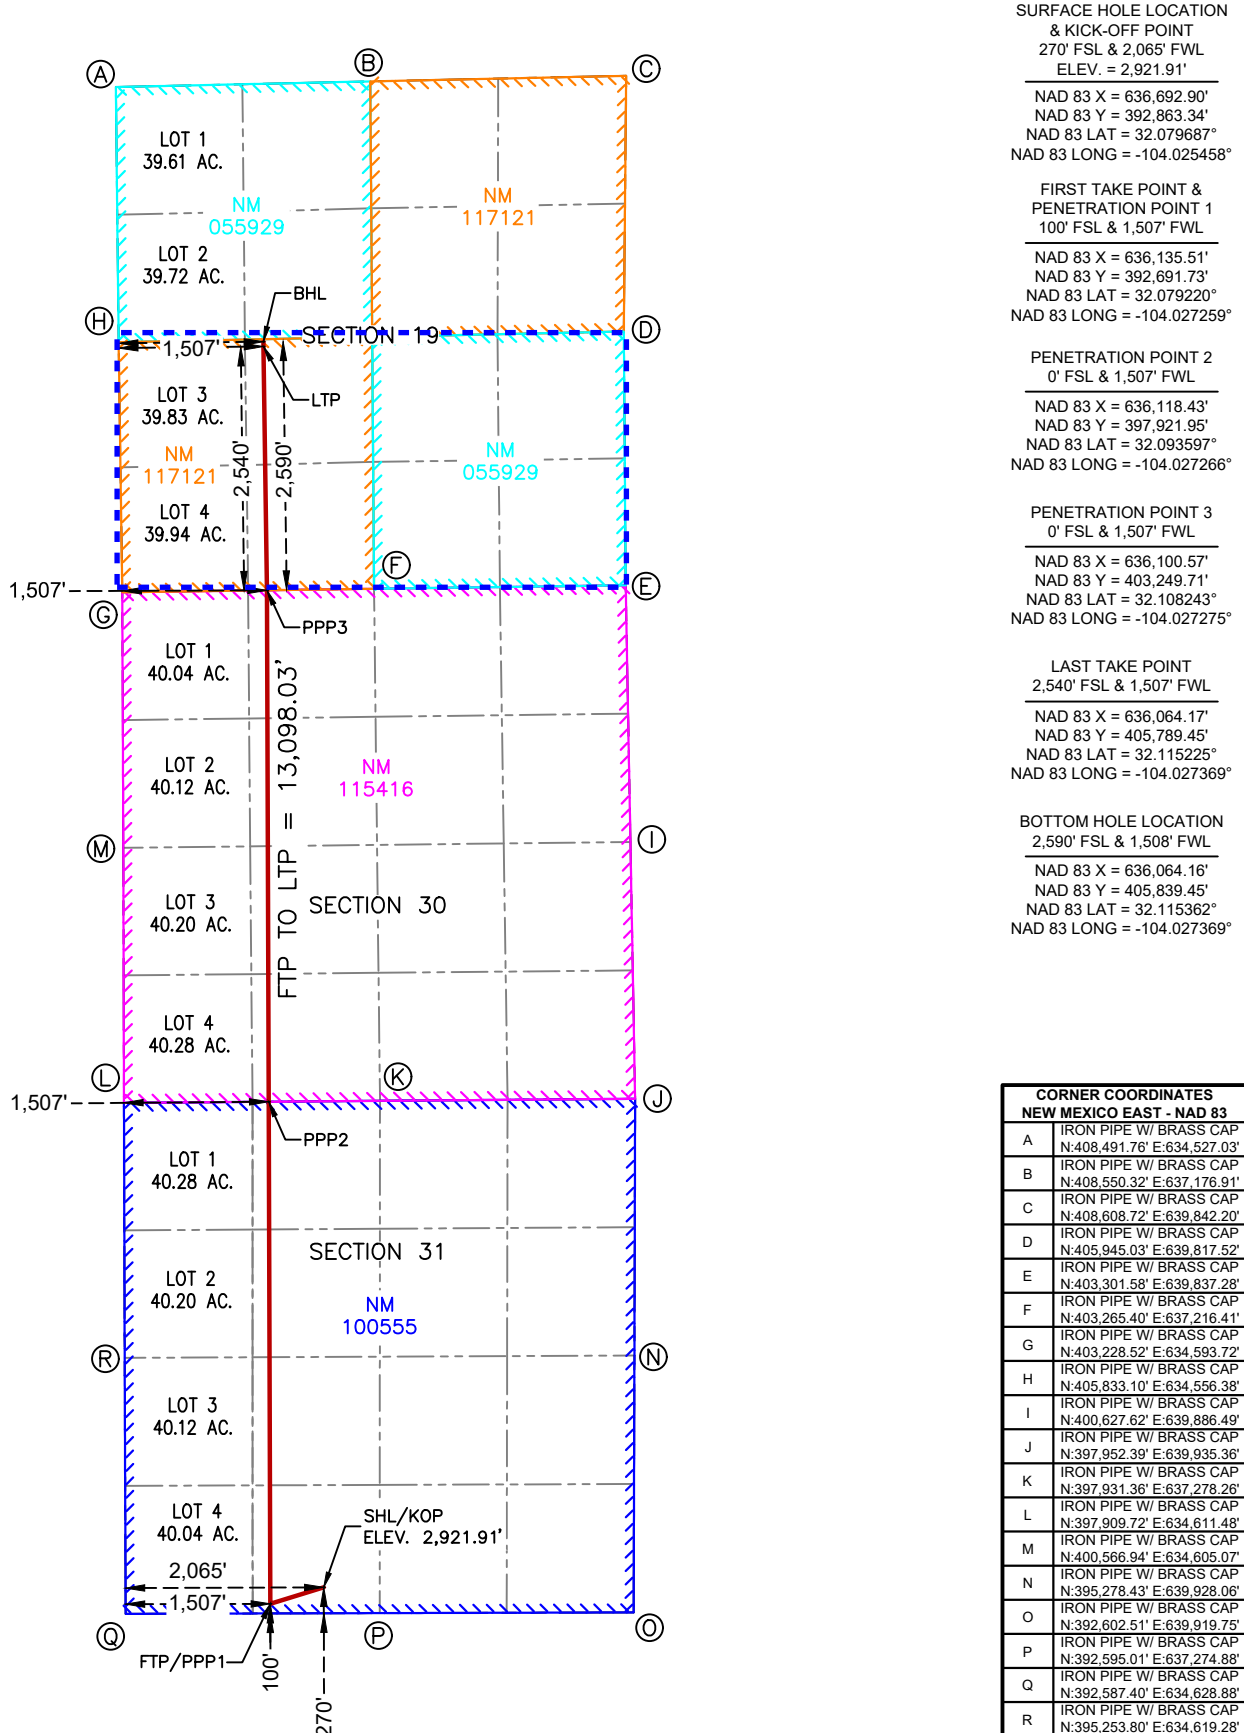 SURFACE HOLE LOCATION
& KICK-OFF POINT
270' FSL & 2,065' FWL
ELEV. = 2,921.91'
NAD 83 X = 636,692.90'
NAD 83 Y = 392,863.34'
NAD 83 LAT = 32.079687°
NAD 83 LONG = -104.025458°
FIRST TAKE POINT &
PENETRATION POINT 1
100' FSL & 1,507' FWL
NAD 83 X = 636,135.51'
NAD 83 Y = 392,691.73'
NAD 83 LAT = 32.079220°
NAD 83 LONG = -104.027259°
PENETRATION POINT 2
0' FSL & 1,507' FWL
NAD 83 X = 636,118.43'
NAD 83 Y = 397,921.95'
NAD 83 LAT = 32.093597°
NAD 83 LONG = -104.027266°
PENETRATION POINT 3
0' FSL & 1,507' FWL
NAD 83 X = 636,100.57'
NAD 83 Y = 403,249.71'
NAD 83 LAT = 32.108243°
NAD 83 LONG = -104.027275°
LAST TAKE POINT
2,540' FSL & 1,507' FWL
NAD 83 X = 636,064.17'
NAD 83 Y = 405,789.45'
NAD 83 LAT = 32.115225°
NAD 83 LONG = -104.027369°
BOTTOM HOLE LOCATION
2,590' FSL & 1,508' FWL
NAD 83 X = 636,064.16'
NAD 83 Y = 405,839.45'
NAD 83 LAT = 32.115362°
NAD 83 LONG = -104.027369°
A
B
C
LOT 1
39.61 AC.
NM
055929
NM
117121
LOT 2
39.72 AC.
BHL
H
SECTION 19
D
1,507'
LTP
LOT 3
39.83 AC.
2,540'
2,590'
NM
117121
NM
055929
LOT 4
39.94 AC.
F
1,507'
E
G
PPP3
LOT 1
40.04 AC.
FTP TO LTP = 13,098.03'
LOT 2
40.12 AC.
NM
115416
M
I
LOT 3
40.20 AC.
SECTION 30
LOT 4
40.28 AC.
L
K
J
1,507'
PPP2
LOT 1
40.28 AC.
SECTION 31
LOT 2
40.20 AC.
NM
100555
R
N
LOT 3
40.12 AC.
LOT 4
40.04 AC.
SHL/KOP
ELEV. 2,921.91'
2,065'
1,507'
Q
P
O
FTP/PPP1
100'
270'
CORNER COORDINATES
NEW MEXICO EAST - NAD 83
A IRON PIPE W/ BRASS CAP
N:408,491.76' E:634,527.03'
B IRON PIPE W/ BRASS CAP
N:408,550.32' E:637,176.91'
C IRON PIPE W/ BRASS CAP
N:408,608.72' E:639,842.20'
D IRON PIPE W/ BRASS CAP
N:405,945.03' E:639,817.52'
E IRON PIPE W/ BRASS CAP
N:403,301.58' E:639,837.28'
F IRON PIPE W/ BRASS CAP
N:403,265.40' E:637,216.41'
G IRON PIPE W/ BRASS CAP
N:403,228.52' E:634,593.72'
H IRON PIPE W/ BRASS CAP
N:405,833.10' E:634,556.38'
I IRON PIPE W/ BRASS CAP
N:400,627.62' E:639,886.49'
J IRON PIPE W/ BRASS CAP
N:397,952.39' E:639,935.36'
K IRON PIPE W/ BRASS CAP
N:397,931.36' E:637,278.26'
L IRON PIPE W/ BRASS CAP
N:397,909.72' E:634,611.48'
M IRON PIPE W/ BRASS CAP
N:400,566.94' E:634,605.07'
N IRON PIPE W/ BRASS CAP
N:395,278.43' E:639,928.06'
O IRON PIPE W/ BRASS CAP
N:392,602.51' E:639,919.75'
P IRON PIPE W/ BRASS CAP
N:392,595.01' E:637,274.88'
Q IRON PIPE W/ BRASS CAP
N:392,587.40' E:634,628.88'
R IRON PIPE W/ BRASS CAP
N:395,253.80' E:634,619.28'